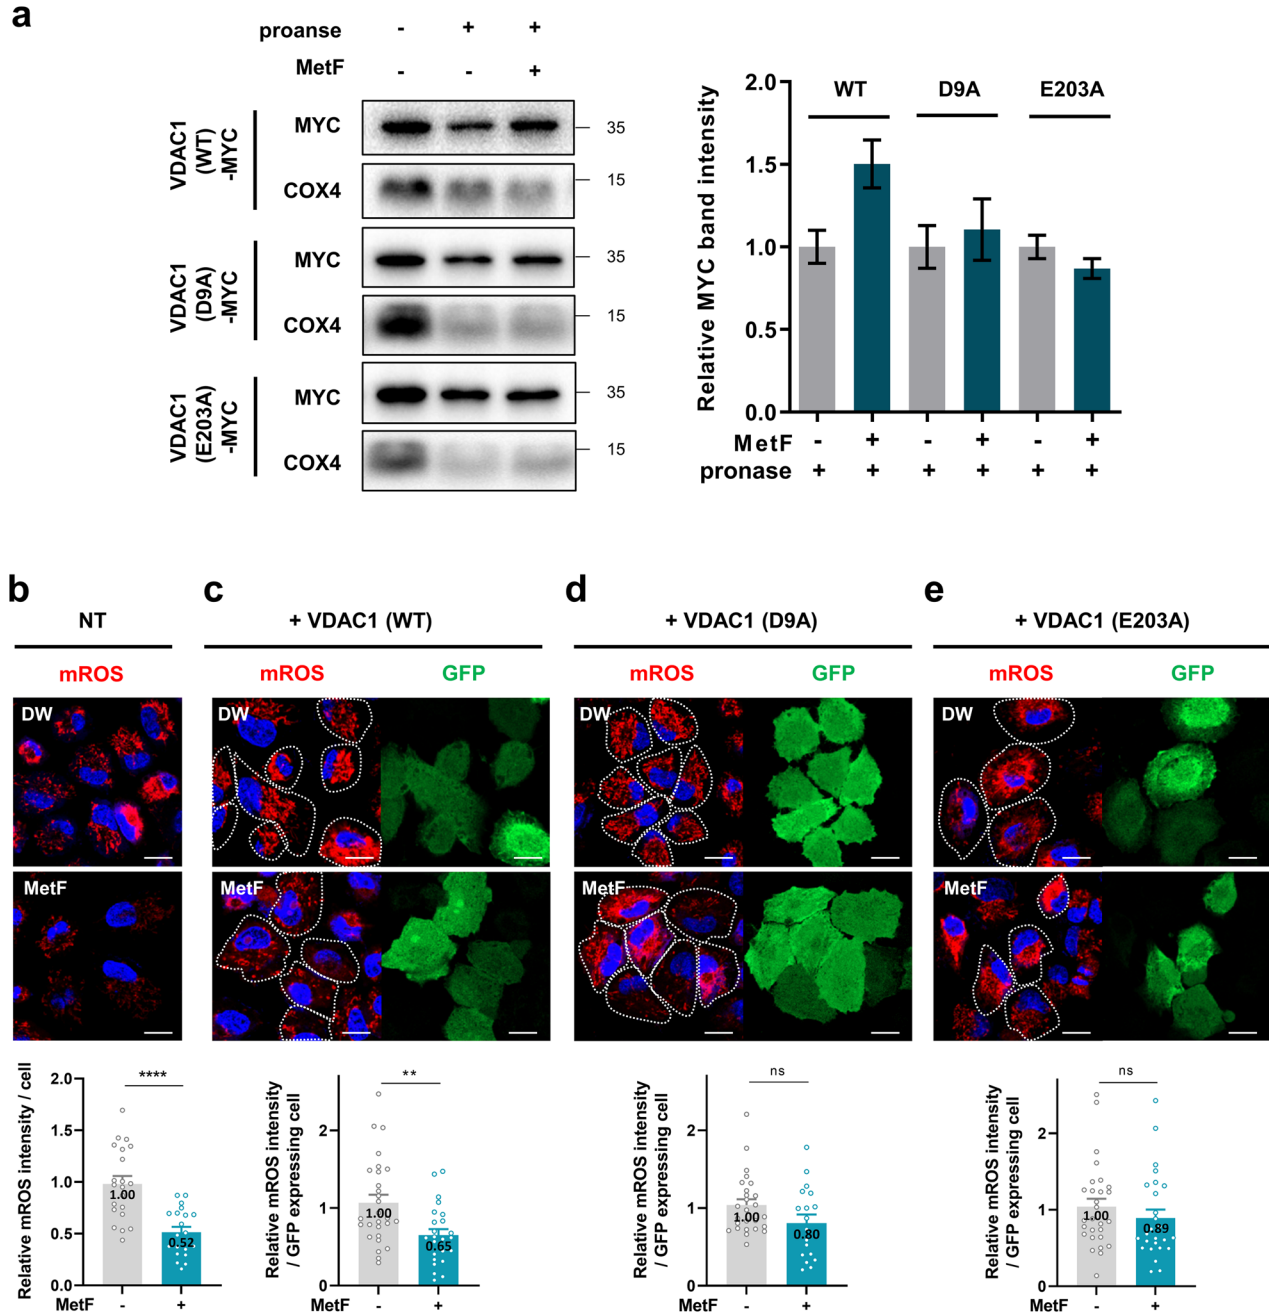 a
proanse - + +
MetF - - +
VDAC1
(WT)
-MYC
MYC
35
COX4
15
VDAC1
(D9A)
-MYC
MYC
35
COX4
15
VDAC1
(E203A)
-MYC
MYC
35
COX4
15
Relative MYC band intensity
2.0
1.5
1.0
0.5
0.0
WT D9A E203A
MetF - + - + - +
pronase + + + + + +
b
NT
mROS
DW
MetF
Relative mROS intensity / cell
2.0
1.5
1.0
0.5
0.0
****
1.00
0.52
MetF - +
c
+ VDAC1 (WT)
mROS GFP
DW
MetF
Relative mROS intensity
/ GFP expressing cell
2
1
0
**
1.00
0.65
MetF - +
d
+ VDAC1 (D9A)
mROS GFP
DW
MetF
Relative mROS intensity
/ GFP expressing cell
2
1
0
ns
1.00
0.80
MetF - +
e
+ VDAC1 (E203A)
mROS GFP
DW
MetF
Relative mROS intensity
/ GFP expressing cell
2
1
0
ns
1.00
0.89
MetF - +